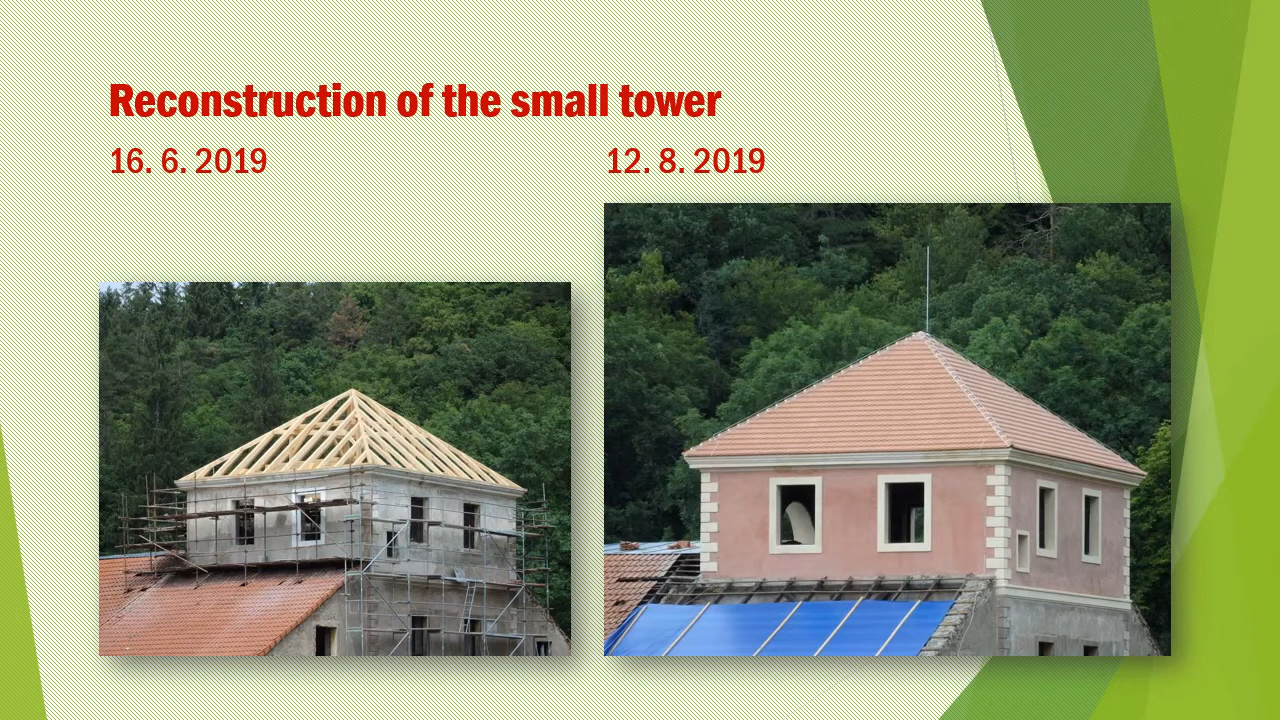 Reconstruction of the small tower
16. 6. 2019 12. 8. 2019